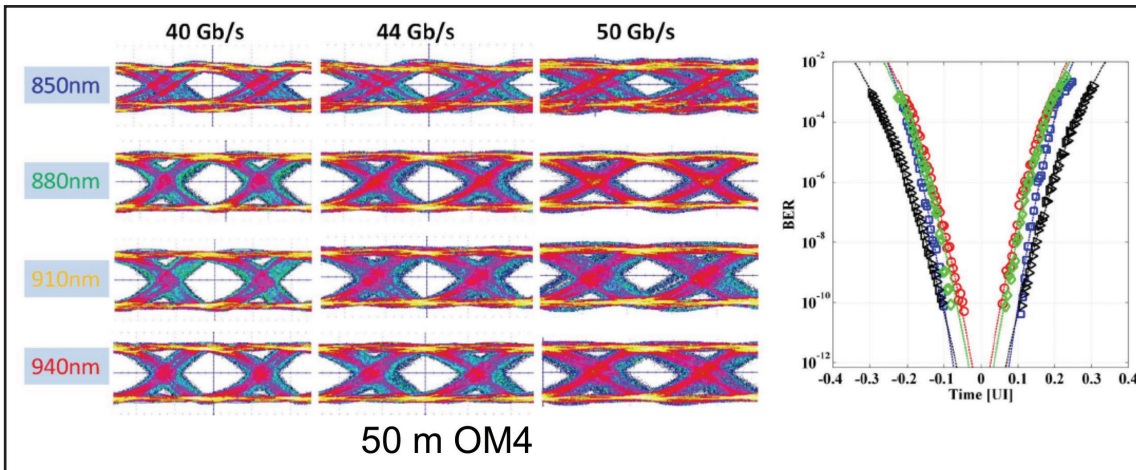 40 Gb/s 44 Gb/s 50 Gb/s
850nm
880nm
910nm
940nm
50 m OM4
BER
10⁻²
10⁻⁴
10⁻⁶
10⁻⁸
10⁻¹⁰
10⁻¹²
-0.4 -0.3 -0.2 -0.1 0 0.1 0.2 0.3 0.4
Time [UI]